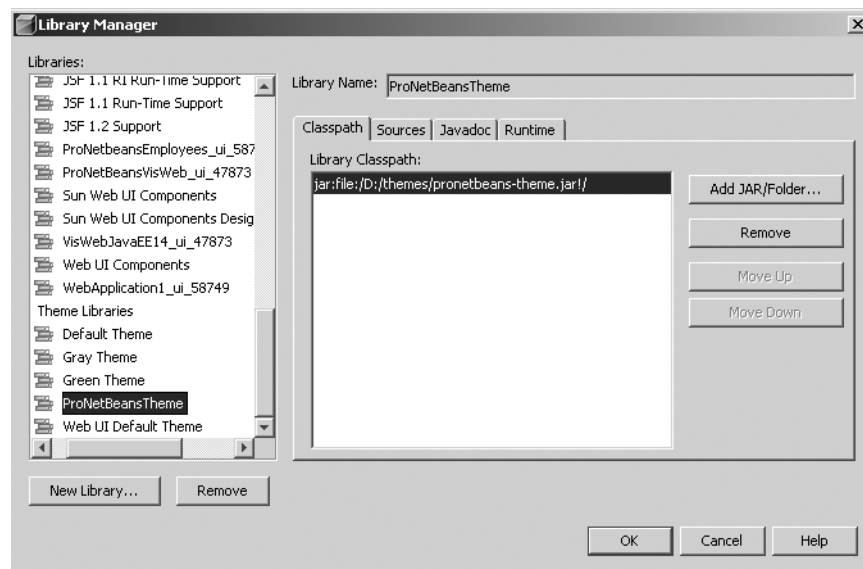 Library Manager
Libraries:
JSF 1.1 RI Run-Time Support
JSF 1.1 Run-Time Support
JSF 1.2 Support
ProNetbeansEmployees_ui_587
ProNetBeansVisWeb_ui_47873
Sun Web UI Components
Sun Web UI Components Desig
VisWebJavaEE14_ui_47873
Web UI Components
WebApplication1_ui_58749
Theme Libraries
Default Theme
Gray Theme
Green Theme
ProNetBeansTheme
Web UI Default Theme
New Library...
Remove
Library Name: ProNetBeansTheme
Classpath Sources Javadoc Runtime
Library Classpath:
jar:file:/D:/themes/pronetbeans-theme.jar!/
Add JAR/Folder...
Remove
Move Up
Move Down
OK
Cancel
Help